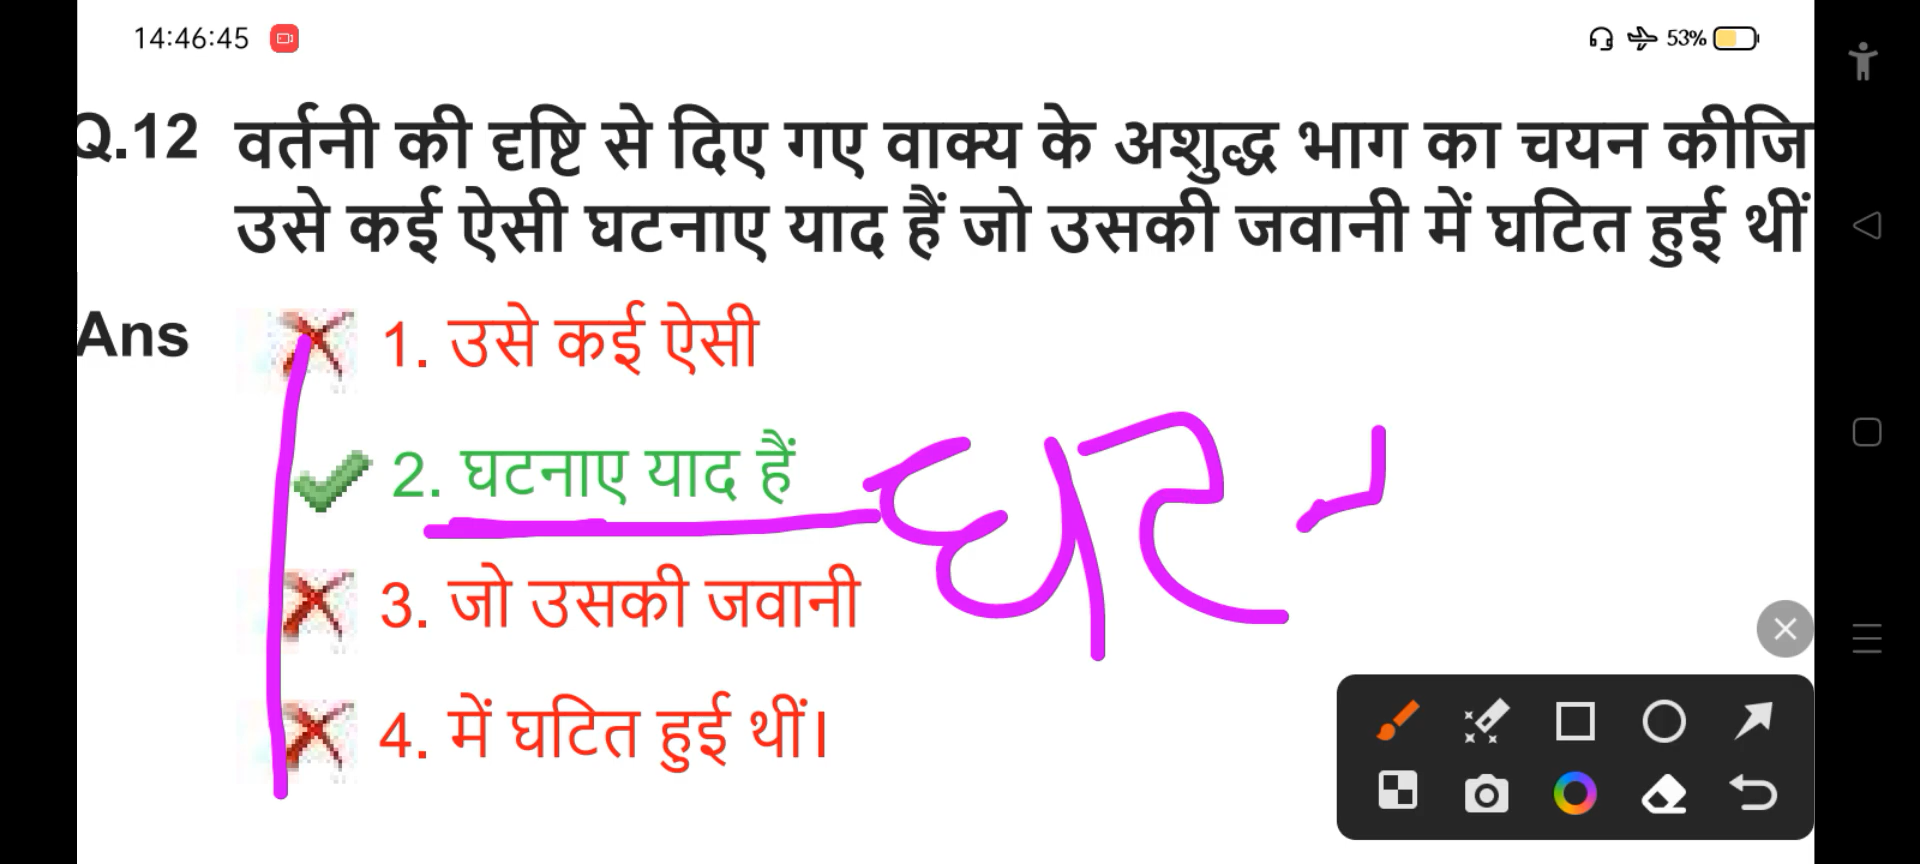 14:46:45
53%
Q.12 वर्तनी की दृष्टि से दिए गए वाक्य के अशुद्ध भाग का चयन कीजि
उसे कई ऐसी घटनाए याद हैं जो उसकी जवानी में घटित हुई थीं
Ans
1. उसे कई ऐसी
2. घटनाए याद हैं
घट
3. जो उसकी जवानी
4. में घटित हुई थीं।